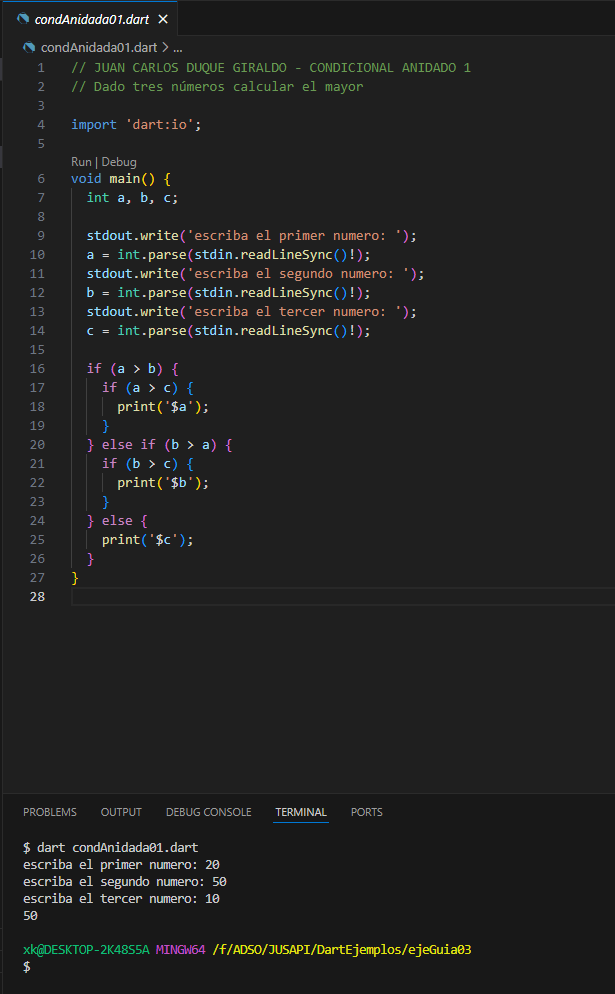 condAnidada01.dart ×
condAnidada01.dart > ...
1 // JUAN CARLOS DUQUE GIRALDO - CONDICIONAL ANIDADO 1
2 // Dado tres números calcular el mayor
3
4 import 'dart:io';
5
Run | Debug
6 void main() {
7   int a, b, c;
8
9   stdout.write('escriba el primer numero: ');
10   a = int.parse(stdin.readLineSync()!);
11   stdout.write('escriba el segundo numero: ');
12   b = int.parse(stdin.readLineSync()!);
13   stdout.write('escriba el tercer numero: ');
14   c = int.parse(stdin.readLineSync()!);
15
16   if (a > b) {
17     if (a > c) {
18       print('$a');
19     }
20   } else if (b > a) {
21     if (b > c) {
22       print('$b');
23     }
24   } else {
25     print('$c');
26   }
27 }
28
PROBLEMS OUTPUT DEBUG CONSOLE TERMINAL PORTS
$ dart condAnidada01.dart
escriba el primer numero: 20
escriba el segundo numero: 50
escriba el tercer numero: 10
50
xk@DESKTOP-2K48S5A MINGW64 /f/ADSO/JUSAPI/DartEjemplos/ejeGuia03
$